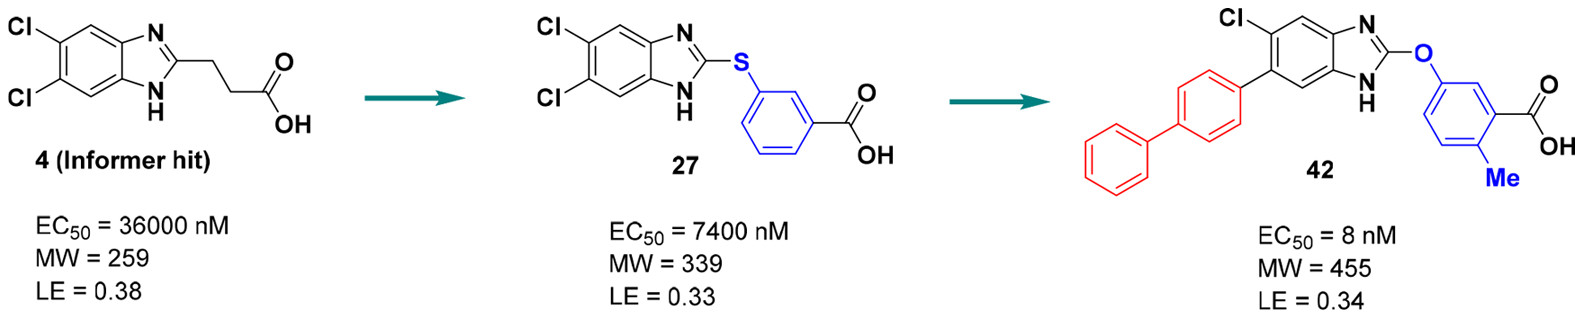 Cl
Cl
N
N
H
O
OH
4 (Informer hit)
EC50 = 36000 nM
MW = 259
LE = 0.38
Cl
Cl
N
N
H
S
O
OH
27
EC50 = 7400 nM
MW = 339
LE = 0.33
Cl
N
N
H
O
O
OH
Me
42
EC50 = 8 nM
MW = 455
LE = 0.34